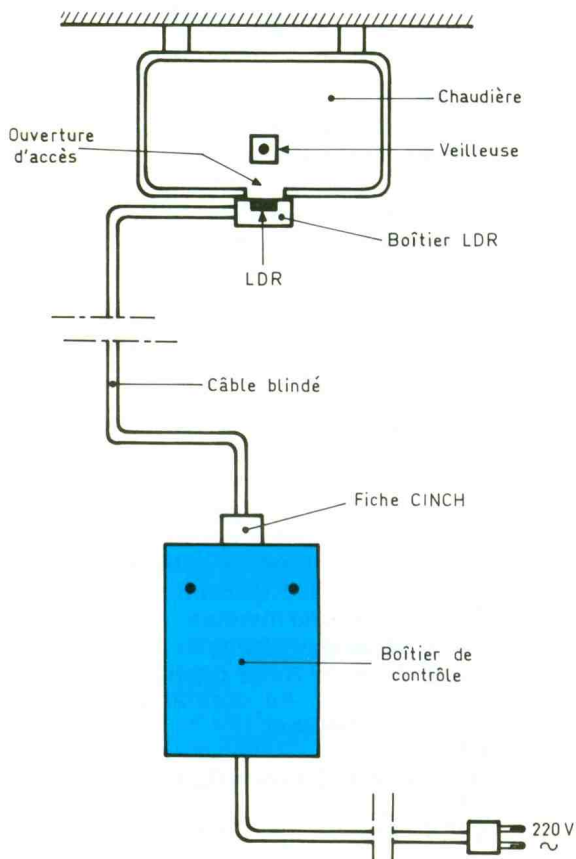 Chaudière
Ouverture
d'accès
Veilleuse
Boîtier LDR
LDR
Câble blindé
Fiche CINCH
Boîtier de
contrôle
220 V
~